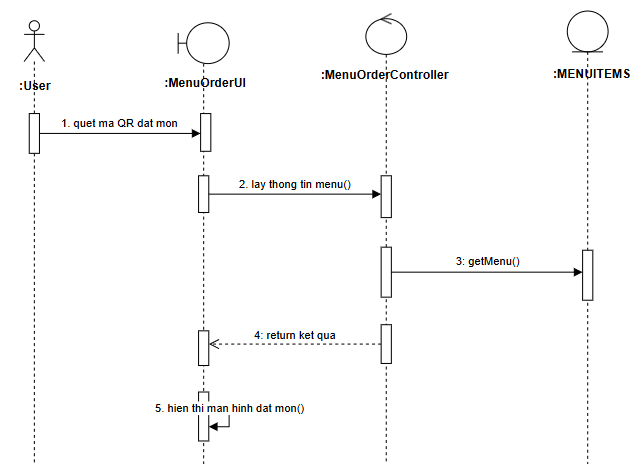 :User
:MenuOrderUI
:MenuOrderController
:MENUITEMS
1. quet ma QR dat mon
2. lay thong tin menu()
3: getMenu()
4: return ket qua
5. hien thi man hinh dat mon()